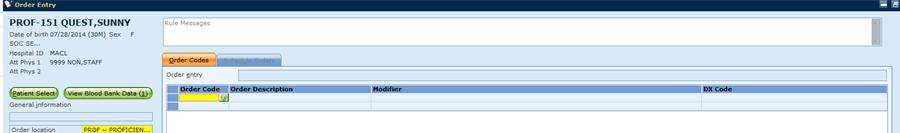 Order Entry
PROF-151 QUEST,SUNNY
Date of birth 07/28/2014 (30M) Sex F
SOC SE...
Hospital ID MACL
Att Phys 1 9999 NON,STAFF
Att Phys 2
Patient Select View Blood Bank Data (1)
General information
Order location PROF ~ PROFICIEN...
Rule Messages
Order Codes Schedule Orders
Order entry
Order Code Order Description Modifier DX Code